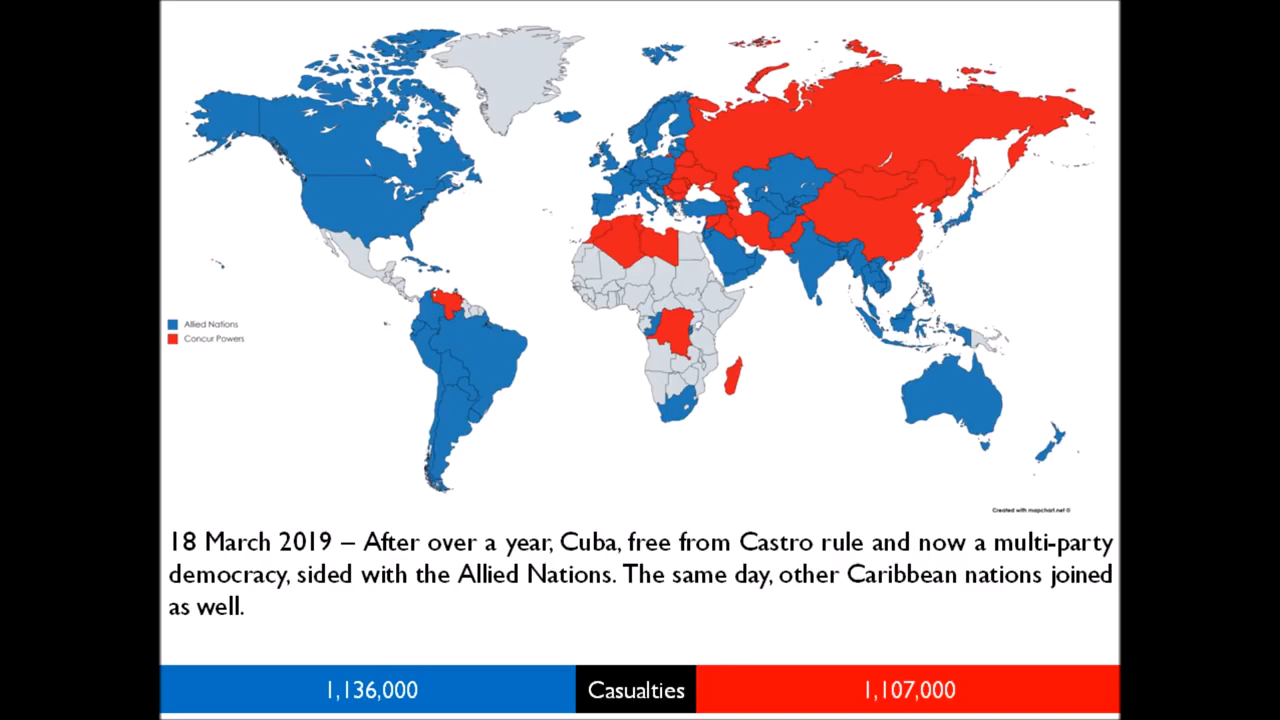 Allied Nations
Concur Powers
Created with mapchart.net ©
18 March 2019 – After over a year, Cuba, free from Castro rule and now a multi-party
democracy, sided with the Allied Nations. The same day, other Caribbean nations joined
as well.
1,136,000
Casualties
1,107,000